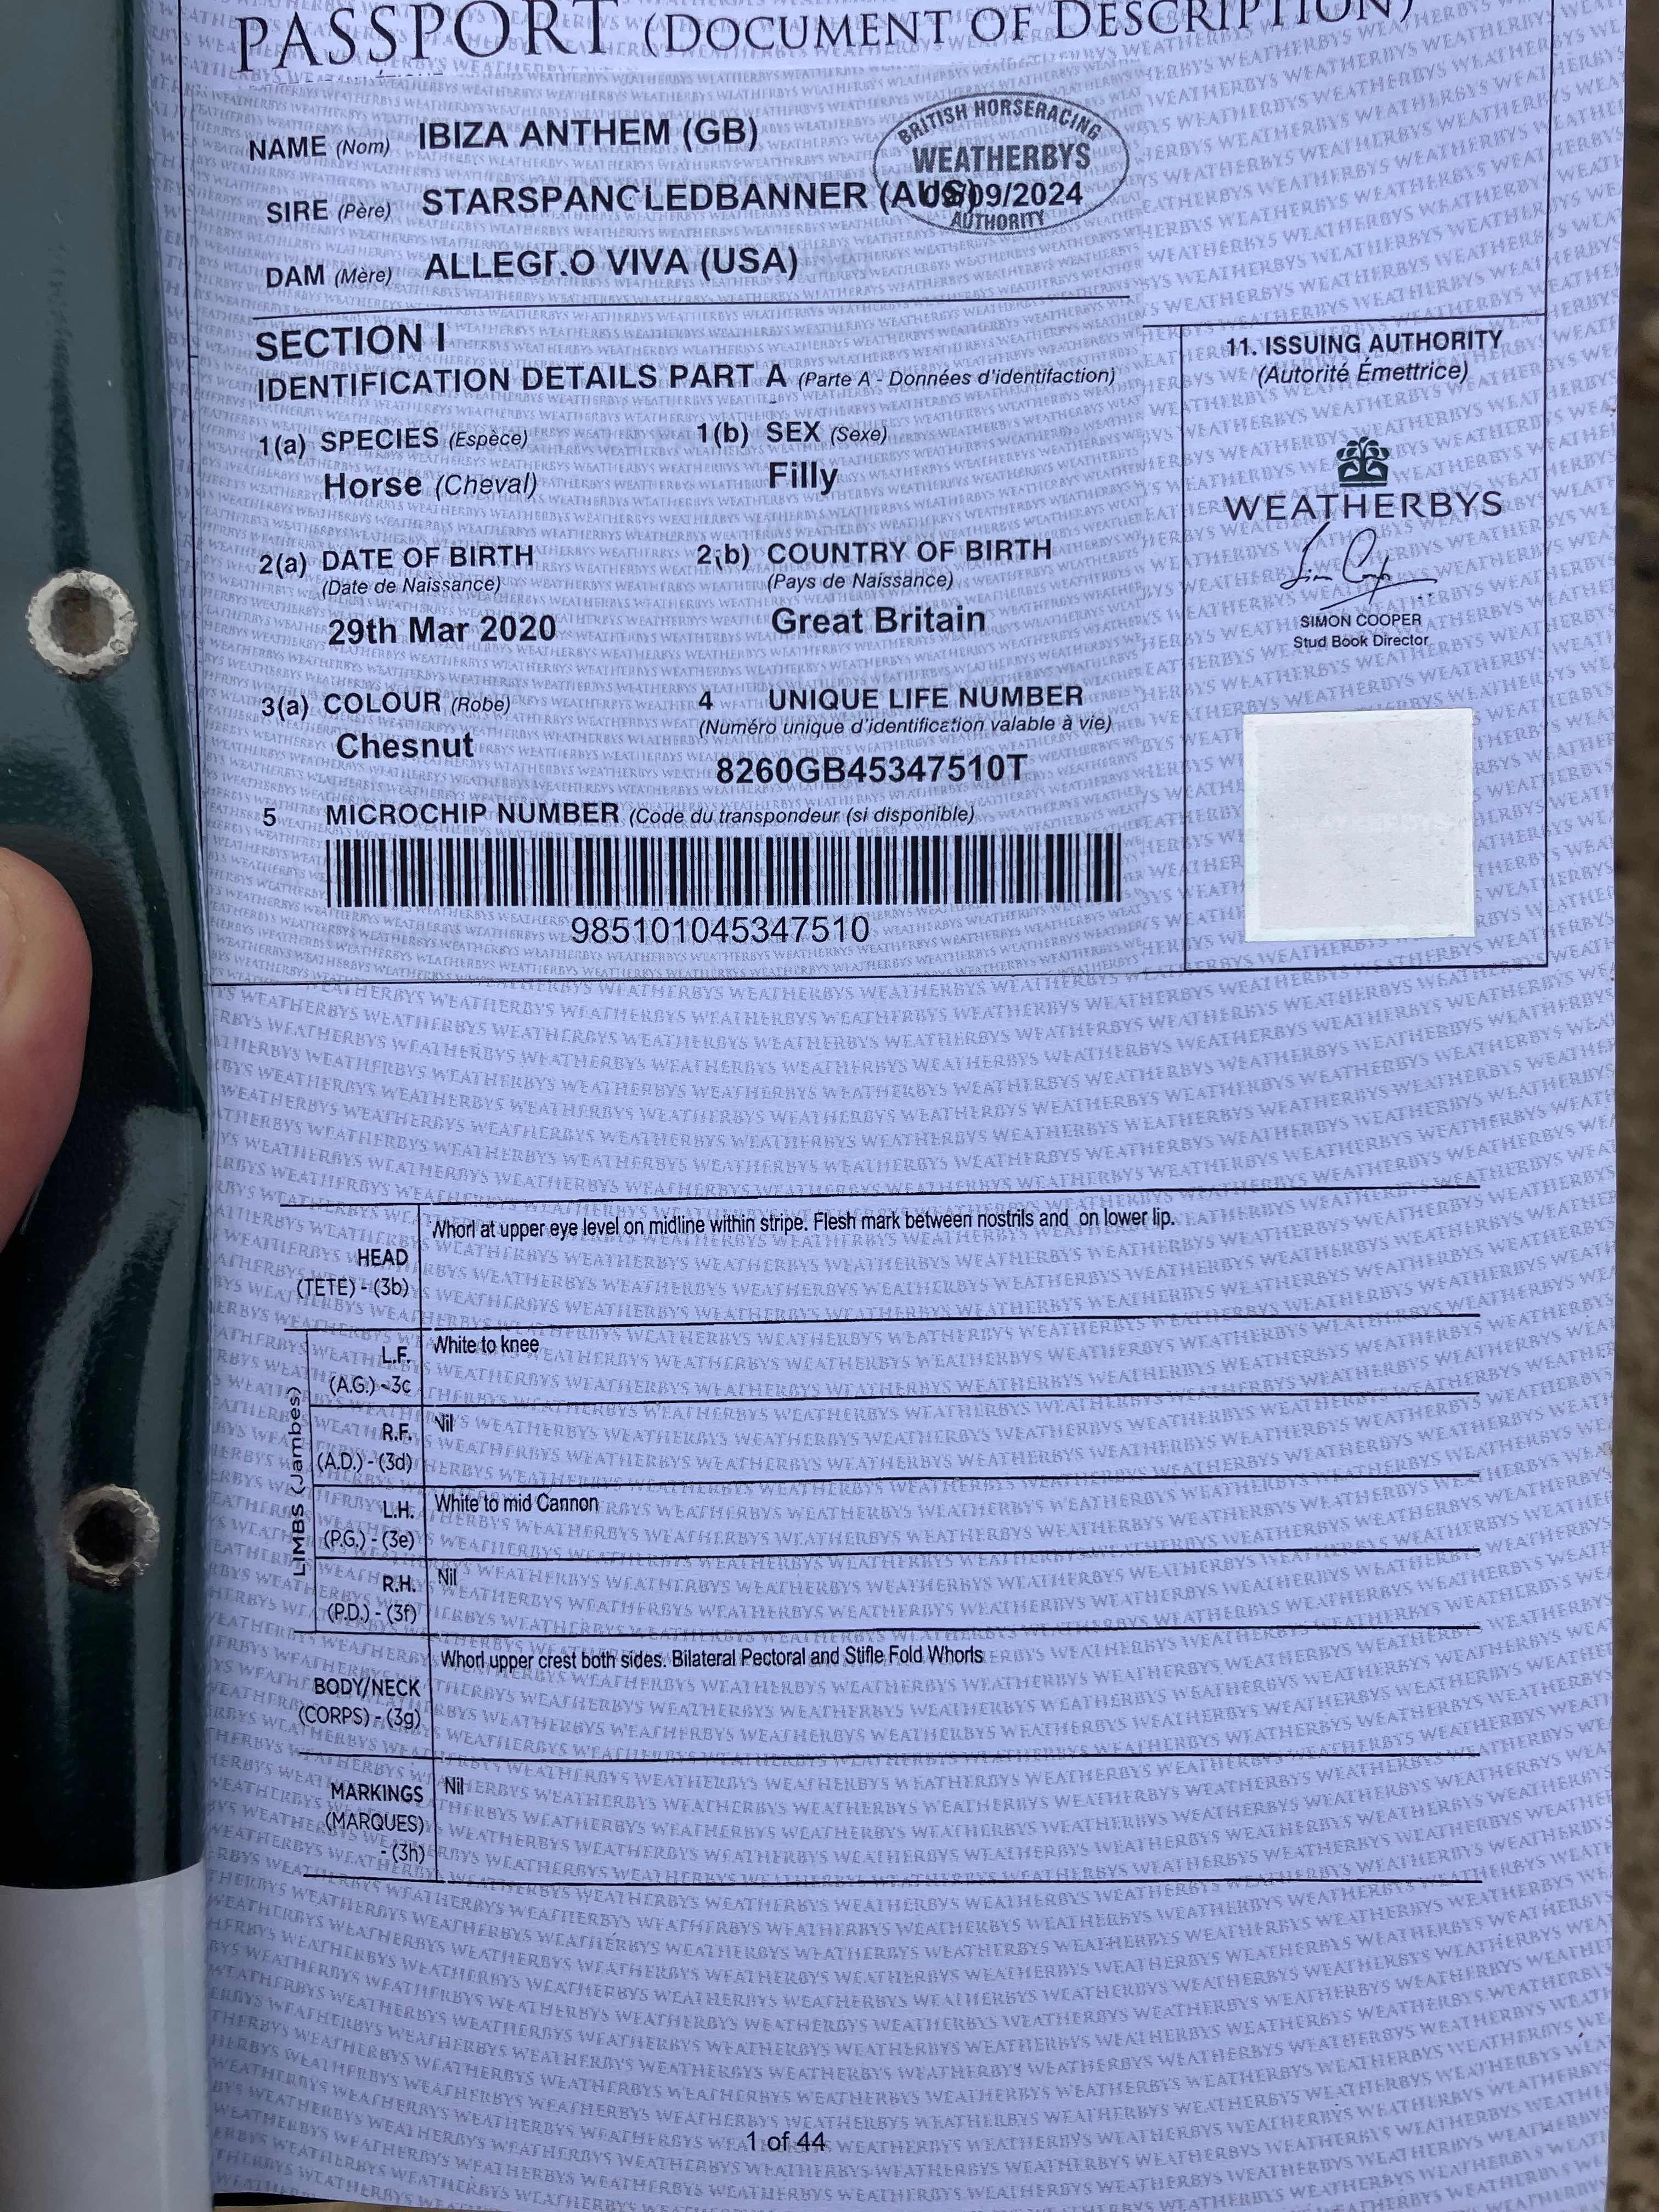 PASSPORT (DOCUMENT OF DESCRIPTION)
NAME (Nom) IBIZA ANTHEM (GB)
BRITISH HORSERACING
WEATHERBYS
09/2024
AUTHORITY
SIRE (Père) STARSPANGLEDBANNER (AUS)
DAM (Mère) ALLEGRO VIVA (USA)
SECTION I
IDENTIFICATION DETAILS PART A (Parte A - Données d'identifaction)
1(a) SPECIES (Espèce)
Horse (Cheval)
1(b) SEX (Sexe)
Filly
2(a) DATE OF BIRTH
(Date de Naissance)
29th Mar 2020
2(b) COUNTRY OF BIRTH
(Pays de Naissance)
Great Britain
3(a) COLOUR (Robe)
Chesnut
4 UNIQUE LIFE NUMBER
(Numéro unique d'identification valable à vie)
8260GB45347510T
5 MICROCHIP NUMBER (Code du transpondeur (si disponible)
985101045347510
11. ISSUING AUTHORITY
(Autorité Émettrice)
WEATHERBYS
SIMON COOPER
Stud Book Director
HEAD
(TETE) - (3b)
Whorl at upper eye level on midline within stripe. Flesh mark between nostrils and on lower lip.
LIMBS (Jambes)
L.F.
(A.G.) - 3c
White to knee
R.F.
(A.D.) - (3d)
Nil
L.H.
(P.G.) - (3e)
White to mid Cannon
R.H.
(P.D.) - (3f)
Nil
BODY/NECK
(CORPS) - (3g)
Whorl upper crest both sides. Bilateral Pectoral and Stifle Fold Whorls
MARKINGS
(MARQUES)
- (3h)
Nil
1 of 44